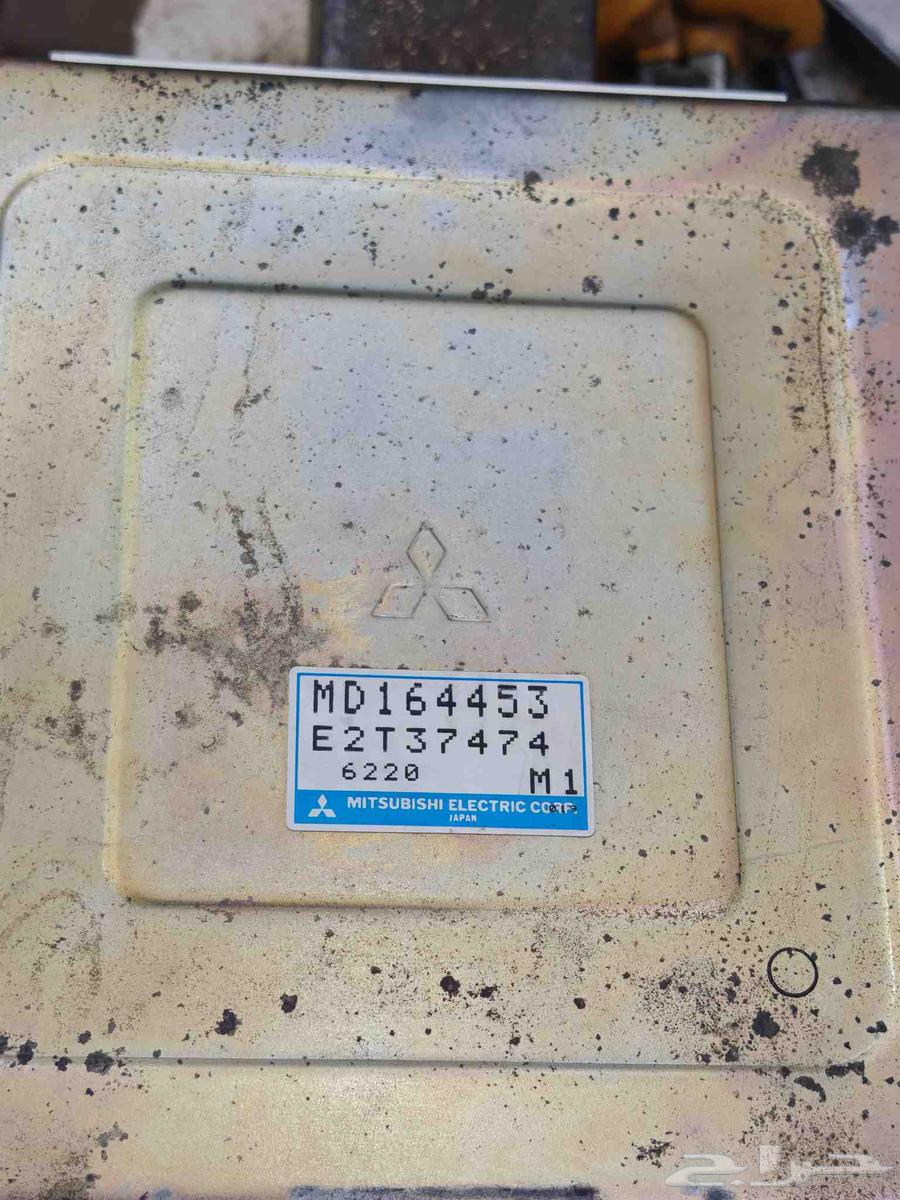 MD164453
E2T37474
6220 M1
MITSUBISHI ELECTRIC CORP.
JAPAN
حراج